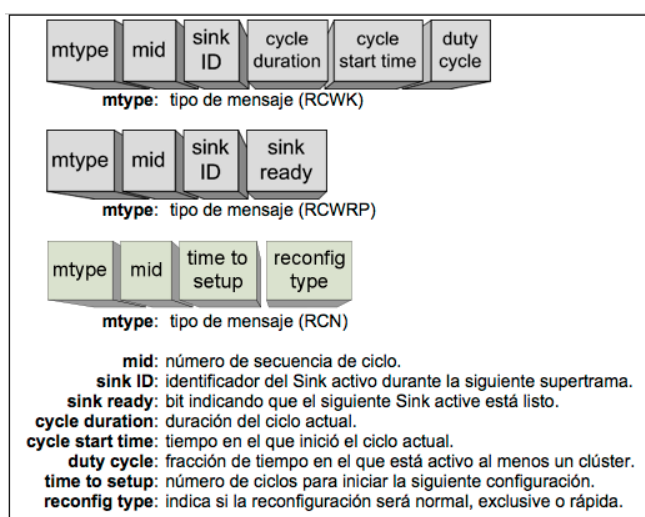 mtype mid sink ID cycle duration cycle start time duty cycle
mtype: tipo de mensaje (RCWK)
mtype mid sink ID sink ready
mtype: tipo de mensaje (RCWRP)
mtype mid time to setup reconfig type
mtype: tipo de mensaje (RCN)
mid: número de secuencia de ciclo.
sink ID: identificador del Sink activo durante la siguiente supertrama.
sink ready: bit indicando que el siguiente Sink active está listo.
cycle duration: duración del ciclo actual.
cycle start time: tiempo en el que inició el ciclo actual.
duty cycle: fracción de tiempo en el que está activo al menos un clúster.
time to setup: número de ciclos para iniciar la siguiente configuración.
reconfig type: indica si la reconfiguración será normal, exclusive o rápida.